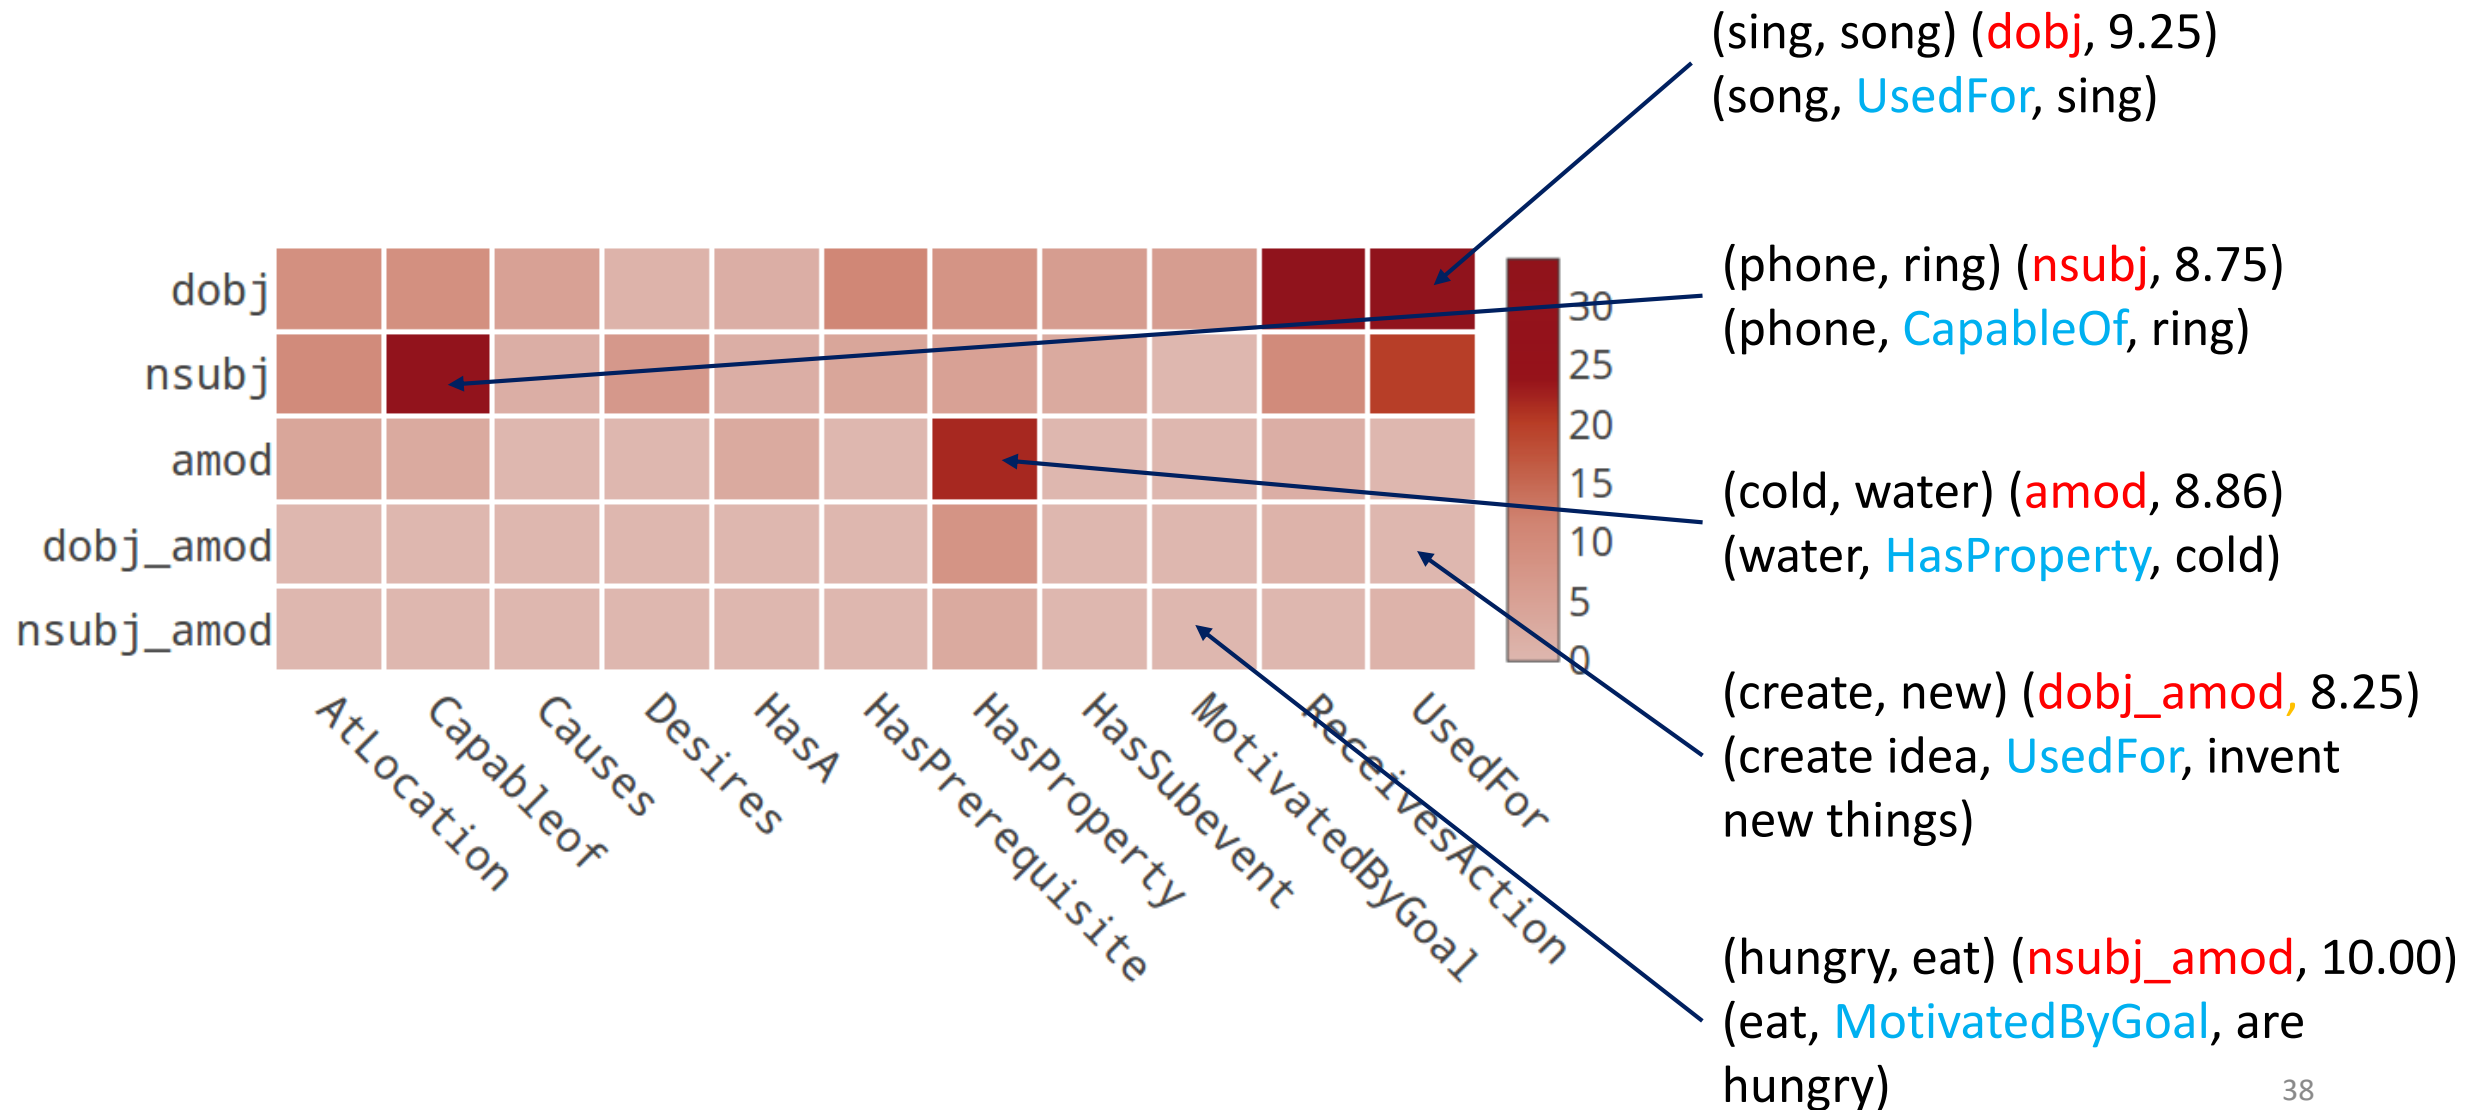 (sing, song) (dobj, 9.25)
(song, UsedFor, sing)
(phone, ring) (nsubj, 8.75)
(phone, CapableOf, ring)
(cold, water) (amod, 8.86)
(water, HasProperty, cold)
(create, new) (dobj_amod, 8.25)
(create idea, UsedFor, invent
new things)
(hungry, eat) (nsubj_amod, 10.00)
(eat, MotivatedByGoal, are
hungry)
dobj
nsubj
amod
dobj_amod
nsubj_amod
AtLocation
Capableof
Causes
Desires
HasA
HasPrerequisite
HasProperty
HasSubevent
MotivatedByGoal
ReceivesAction
UsedFor
30
25
20
15
10
5
0
38